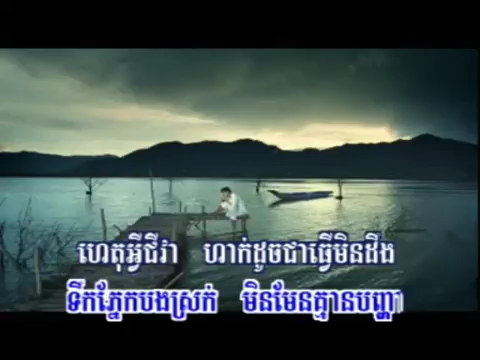 ហេតុអ្វីជីវា ហាក់ដូចជាធ្វើមិនដឹង
ទឹកភ្នែកបងស្រក់ មិនមែនគ្មានបញ្ហា